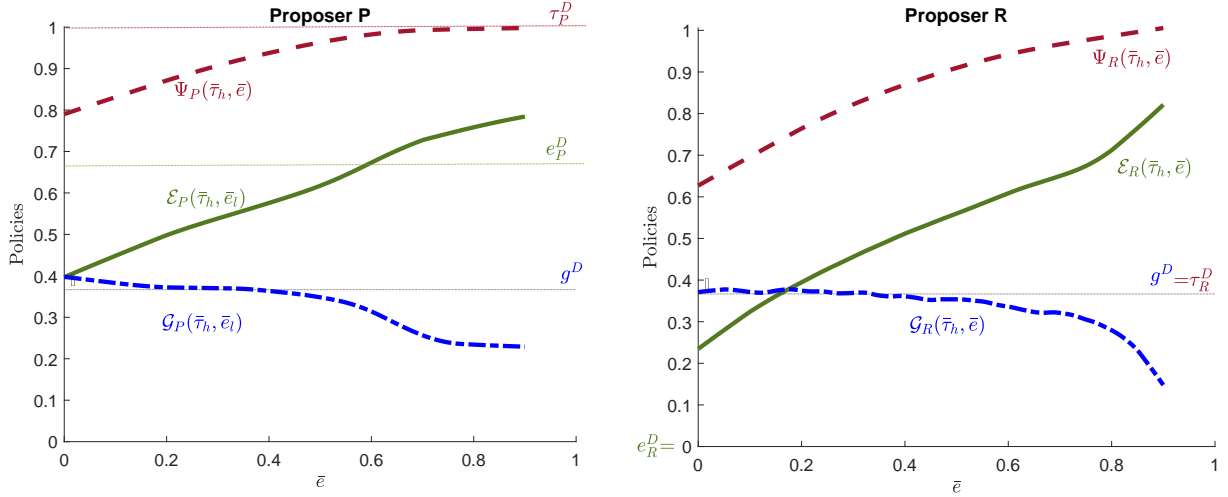 Proposer P
Policies
1
0.9
0.8
0.7
0.6
0.5
0.4
0.3
0.2
0.1
0
0 0.2 0.4 0.6 0.8 1
ē
τ_P^D
Ψ_P(τ̄_h, ē)
e_P^D
ℰ_P(τ̄_h, ē_l)
g^D
𝒢_P(τ̄_h, ē_l)
Proposer R
Policies
1
0.9
0.8
0.7
0.6
0.5
0.4
0.3
0.2
0.1
0
e_R^D=
0 0.2 0.4 0.6 0.8 1
ē
Ψ_R(τ̄_h, ē)
ℰ_R(τ̄_h, ē)
g^D=τ_R^D
𝒢_R(τ̄_h, ē)